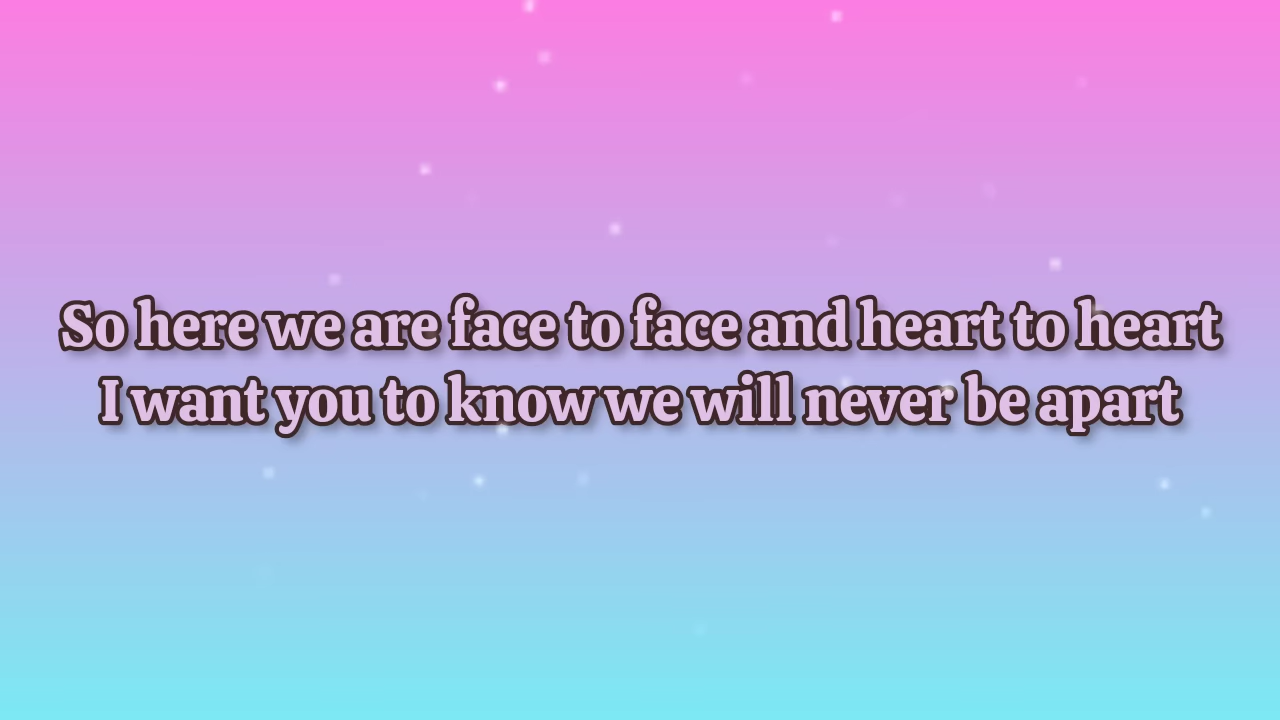 So here we are face to face and heart to heart
I want you to know we will never be apart